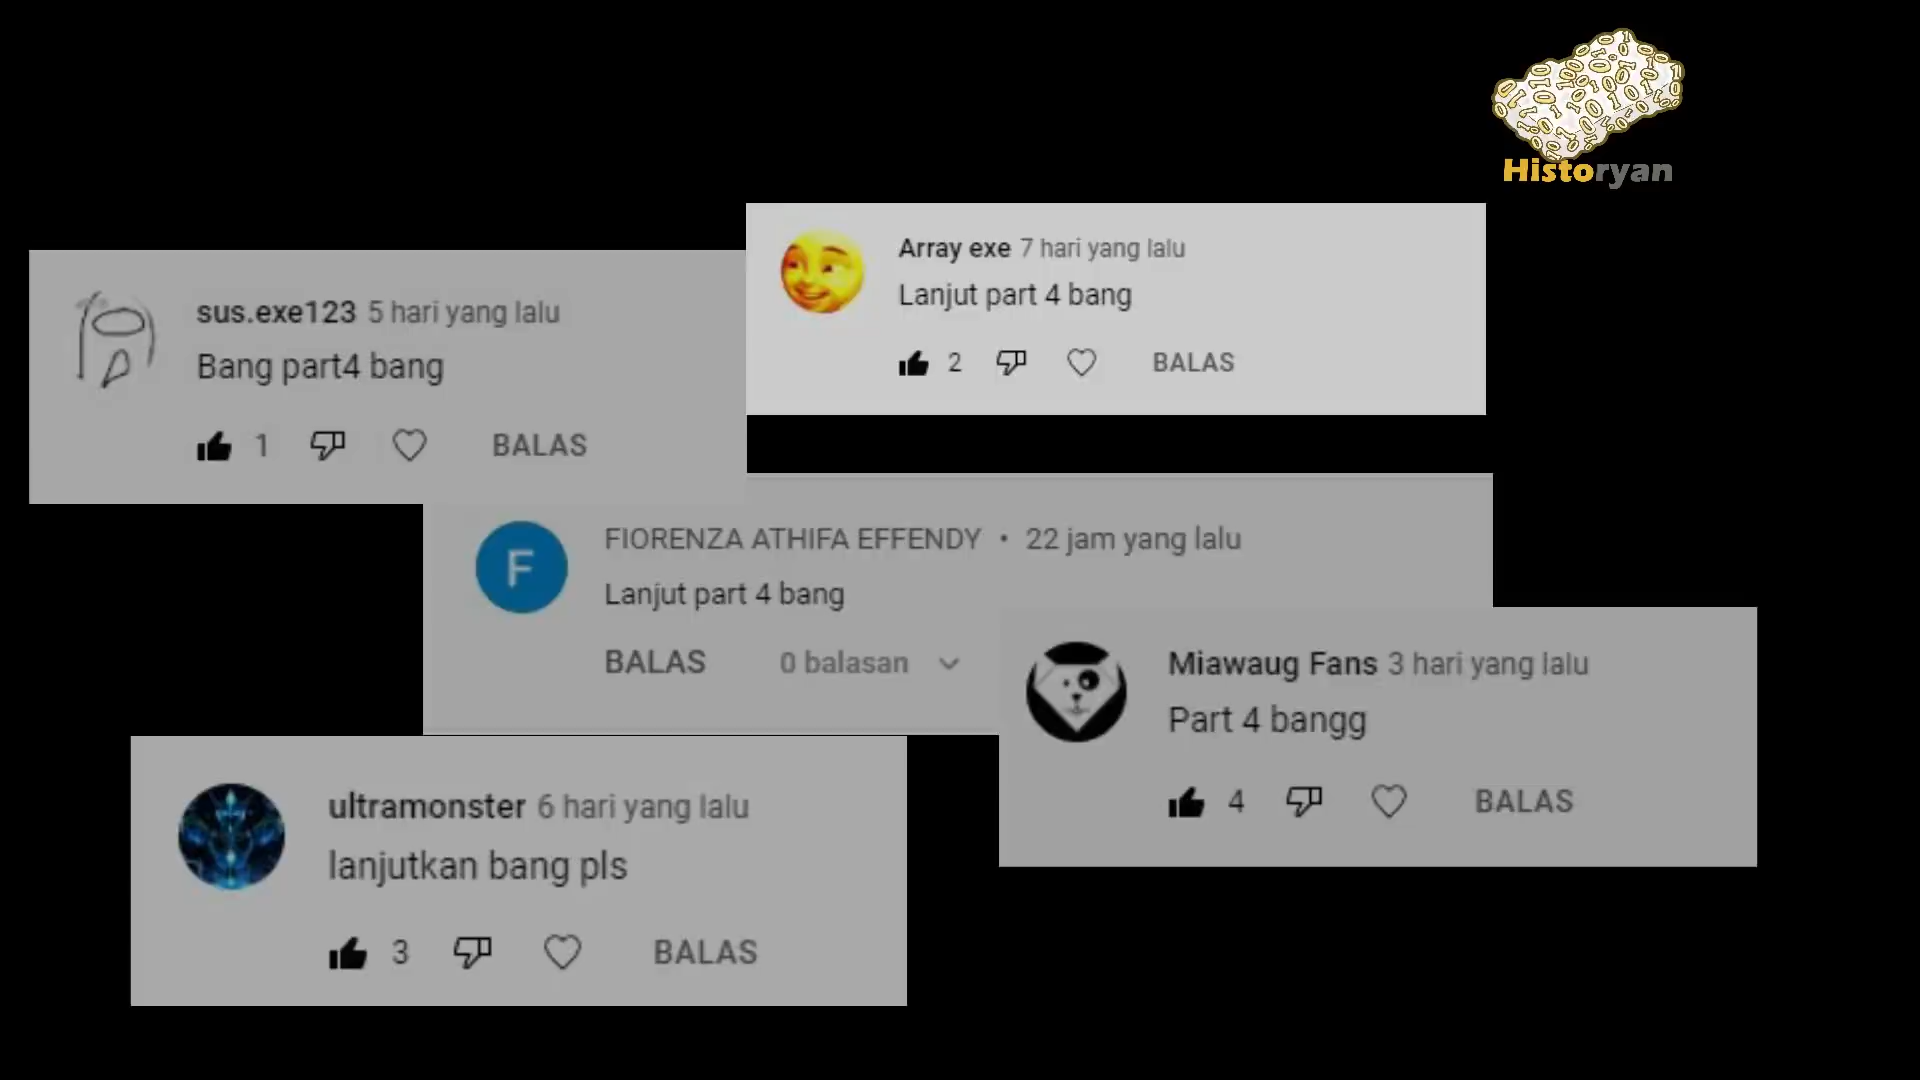 Historyan
Array exe 7 hari yang lalu
Lanjut part 4 bang
2 BALAS
sus.exe123 5 hari yang lalu
Bang part4 bang
1 BALAS
F
FIORENZA ATHIFA EFFENDY • 22 jam yang lalu
Lanjut part 4 bang
BALAS 0 balasan
Miawaug Fans 3 hari yang lalu
Part 4 bangg
4 BALAS
ultramonster 6 hari yang lalu
lanjutkan bang pls
3 BALAS